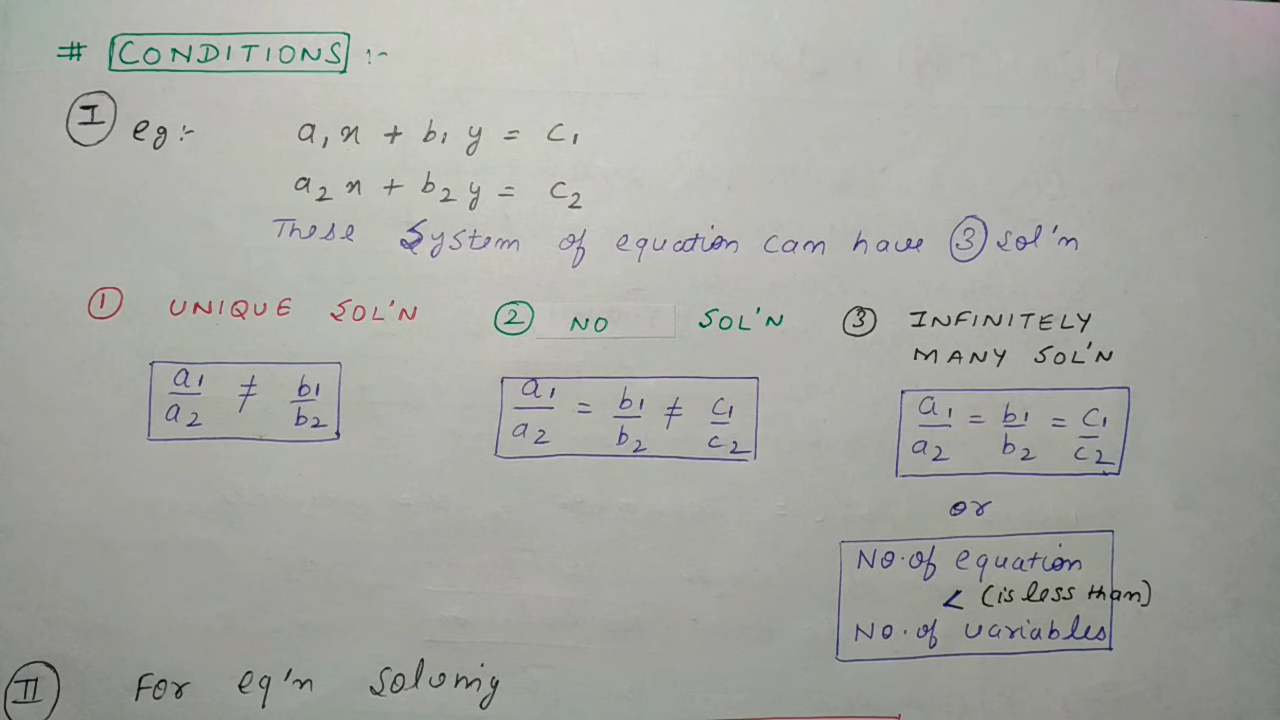 # CONDITIONS :-
I eg:- a₁x + b₁y = c₁
a₂x + b₂y = c₂
These system of equation can have ③ sol'n
① UNIQUE SOL'N
a₁/a₂ ≠ b₁/b₂
② NO SOL'N
a₁/a₂ = b₁/b₂ ≠ c₁/c₂
③ INFINITELY
MANY SOL'N
a₁/a₂ = b₁/b₂ = c₁/c₂
or
No. of equation
< (is less than)
No. of variables
II For eq'n solving